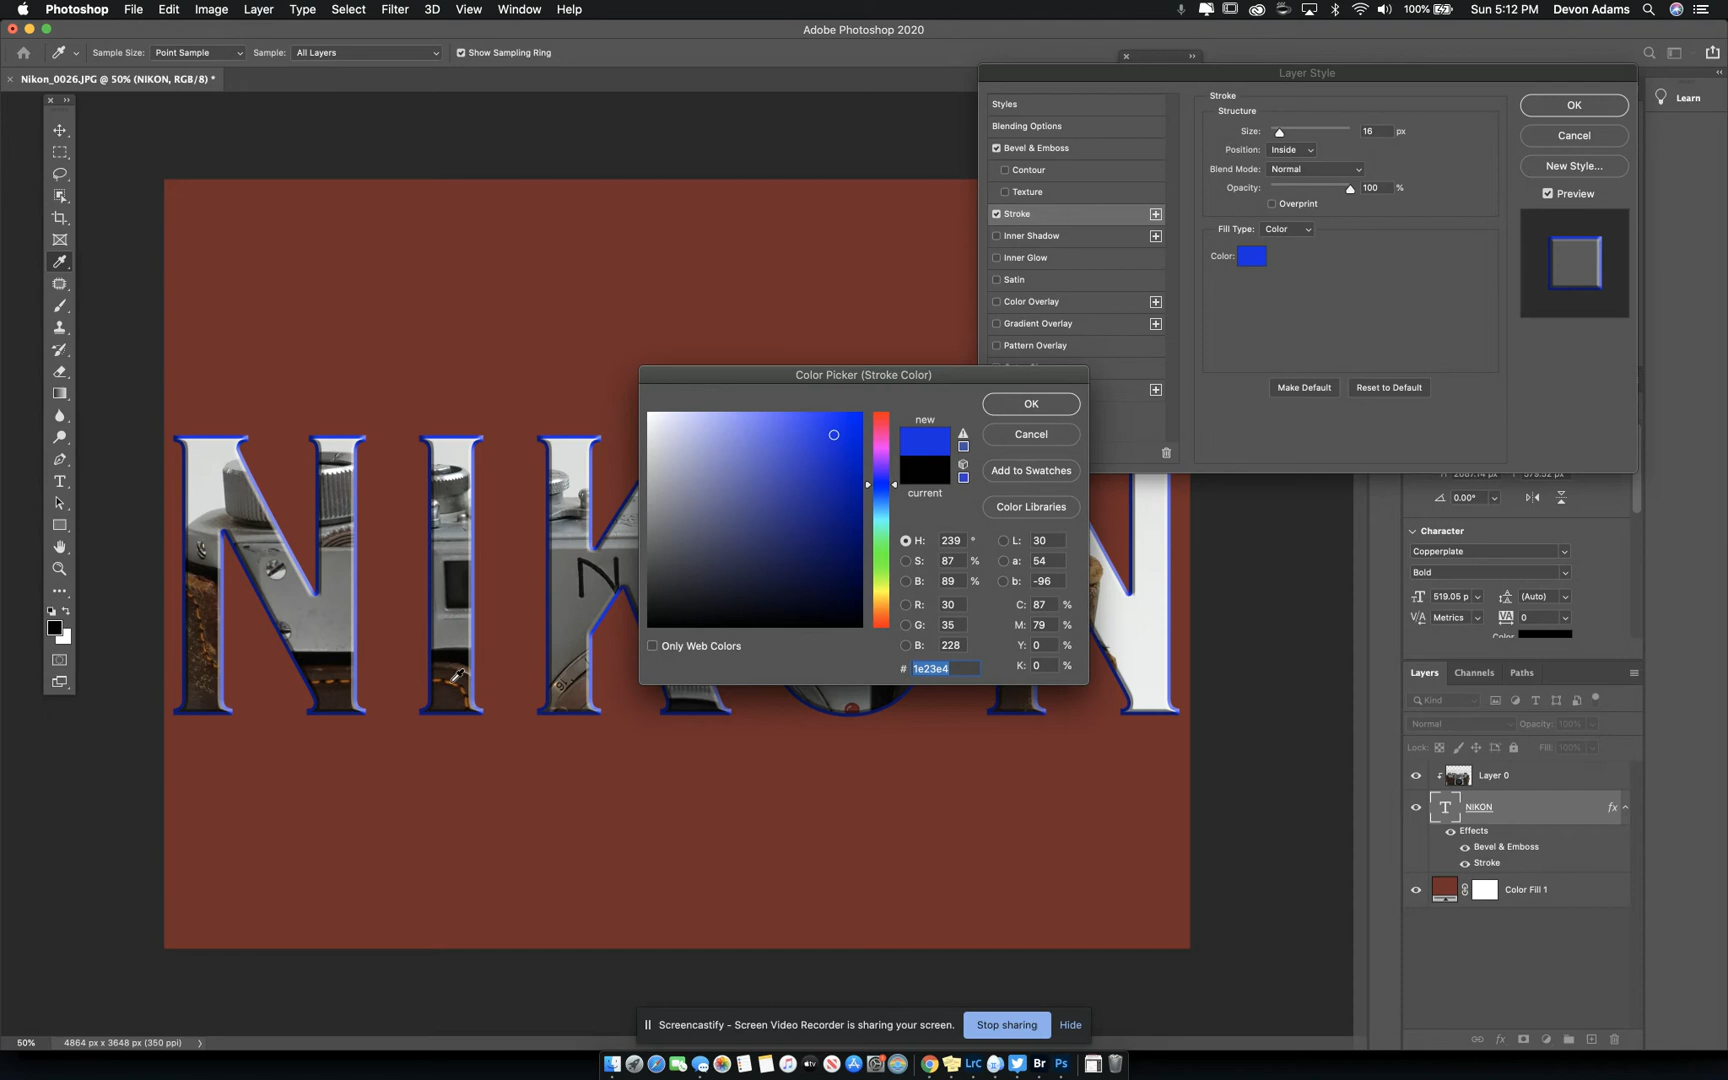 Photoshop File Edit Image Layer Type Select Filter 3D View Window Help 100% Sun 5:12 PM Devon Adams
Adobe Photoshop 2020
Sample Size: Point Sample Sample: All Layers Show Sampling Ring
Nikon_0026.JPG @ 50% (NIKON, RGB/8) *
Layer Style
Learn
Styles
Blending Options
Bevel & Emboss
Contour
Texture
Stroke
Inner Shadow
Inner Glow
Satin
Color Overlay
Gradient Overlay
Pattern Overlay
Stroke
Structure
Size: 16 px
Position: Inside
Blend Mode: Normal
Opacity: 100 %
Overprint
Fill Type: Color
Color:
Make Default Reset to Default
OK
Cancel
New Style...
Preview
Color Picker (Stroke Color)
new
current
OK
Cancel
Add to Swatches
Color Libraries
H: 239 °
S: 87 %
B: 89 %
R: 30
G: 35
B: 228
# 1e23e4
L: 30
a: 54
b: -96
C: 87 %
M: 79 %
Y: 0 %
K: 0 %
Only Web Colors
NIKON
0.00°
Character
Copperplate
Bold
519.05 p (Auto)
Metrics 0
Color
Layers Channels Paths
Kind
Normal Opacity: 100%
Lock: Fill: 100%
Layer 0
NIKON fx
Effects
Bevel & Emboss
Stroke
Color Fill 1
50% 4864 px x 3648 px (350 ppi)
Screencastify - Screen Video Recorder is sharing your screen. Stop sharing Hide
LrC Br Ps